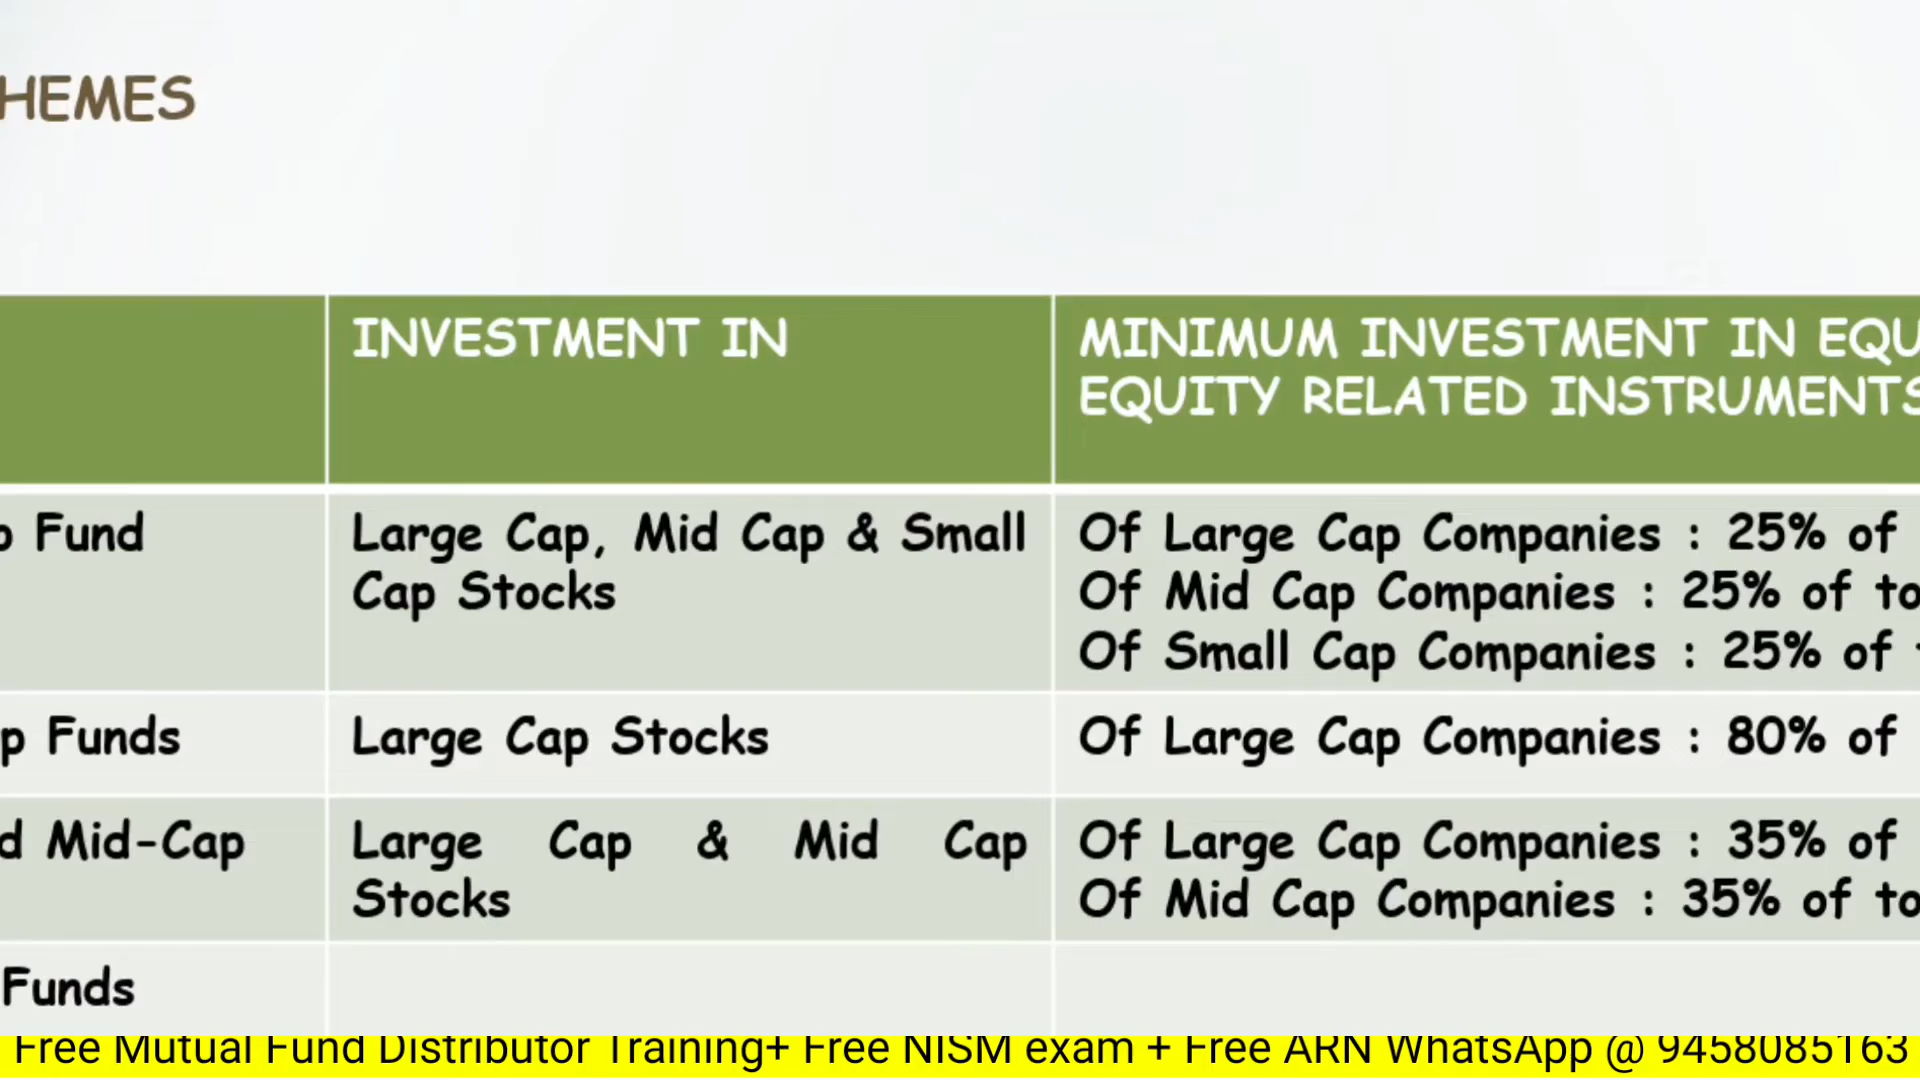 HEMES
INVESTMENT IN
MINIMUM INVESTMENT IN EQU
EQUITY RELATED INSTRUMENTS
p Fund
Large Cap, Mid Cap & Small
Cap Stocks
Of Large Cap Companies : 25% of
Of Mid Cap Companies : 25% of to
Of Small Cap Companies : 25% of
p Funds
Large Cap Stocks
Of Large Cap Companies : 80% of
d Mid-Cap
Large Cap & Mid Cap
Stocks
Of Large Cap Companies : 35% of
Of Mid Cap Companies : 35% of to
Funds
Free Mutual Fund Distributor Training+ Free NISM exam + Free ARN WhatsApp @ 9458085163